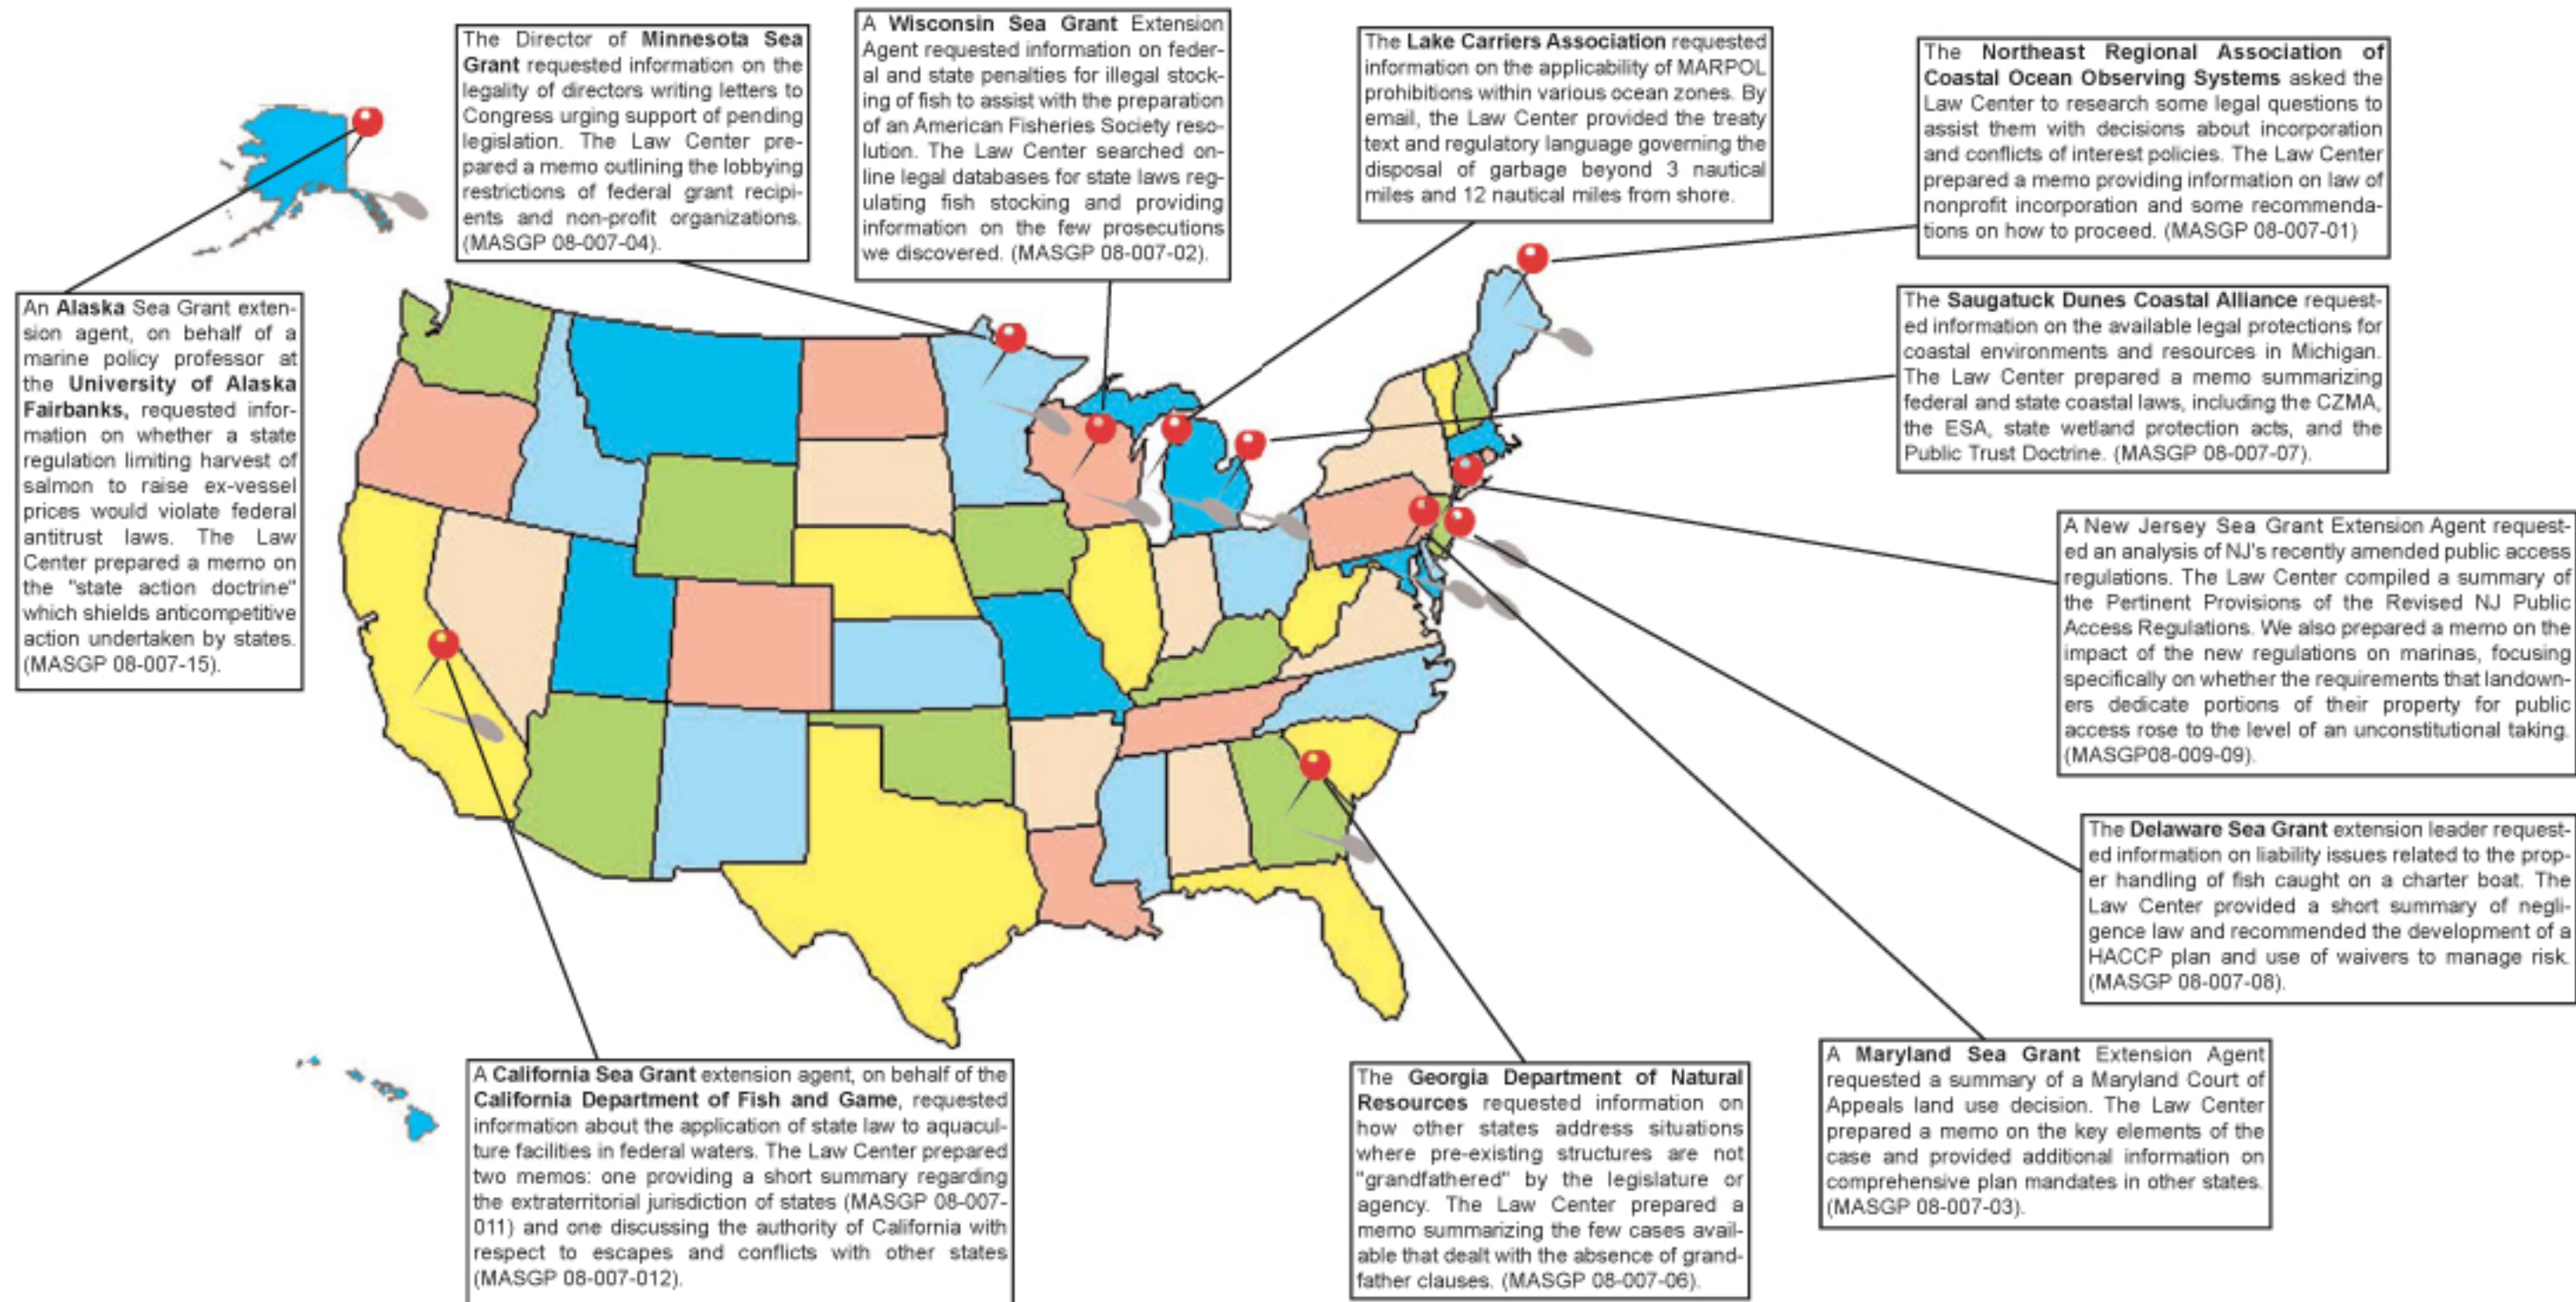 The Director of Minnesota Sea
Grant requested information on the
legality of directors writing letters to
Congress urging support of pending
legislation. The Law Center pre-
pared a memo outlining the lobbying
restrictions of federal grant recipi-
ents and non-profit organizations.
(MASGP 08-007-04).
A Wisconsin Sea Grant Extension
Agent requested information on feder-
al and state penalties for illegal stock-
ing of fish to assist with the preparation
of an American Fisheries Society reso-
lution. The Law Center searched on-
line legal databases for state laws reg-
ulating fish stocking and providing
information on the few prosecutions
we discovered. (MASGP 08-007-02).
The Lake Carriers Association requested
information on the applicability of MARPOL
prohibitions within various ocean zones. By
email, the Law Center provided the treaty
text and regulatory language governing the
disposal of garbage beyond 3 nautical
miles and 12 nautical miles from shore.
The Northeast Regional Association of
Coastal Ocean Observing Systems asked the
Law Center to research some legal questions to
assist them with decisions about incorporation
and conflicts of interest policies. The Law Center
prepared a memo providing information on law of
nonprofit incorporation and some recommenda-
tions on how to proceed. (MASGP 08-007-01)
An Alaska Sea Grant exten-
sion agent, on behalf of a
marine policy professor at
the University of Alaska
Fairbanks, requested infor-
mation on whether a state
regulation limiting harvest of
salmon to raise ex-vessel
prices would violate federal
antitrust laws. The Law
Center prepared a memo on
the "state action doctrine"
which shields anticompetitive
action undertaken by states.
(MASGP 08-007-15).
The Saugatuck Dunes Coastal Alliance request-
ed information on the available legal protections for
coastal environments and resources in Michigan.
The Law Center prepared a memo summarizing
federal and state coastal laws, including the CZMA,
the ESA, state wetland protection acts, and the
Public Trust Doctrine. (MASGP 08-007-07).
A New Jersey Sea Grant Extension Agent request-
ed an analysis of NJ's recently amended public access
regulations. The Law Center compiled a summary of
the Pertinent Provisions of the Revised NJ Public
Access Regulations. We also prepared a memo on the
impact of the new regulations on marinas, focusing
specifically on whether the requirements that landown-
ers dedicate portions of their property for public
access rose to the level of an unconstitutional taking.
(MASGP08-009-09).
The Delaware Sea Grant extension leader request-
ed information on liability issues related to the prop-
er handling of fish caught on a charter boat. The
Law Center provided a short summary of negli-
gence law and recommended the development of a
HACCP plan and use of waivers to manage risk.
(MASGP 08-007-08).
A Maryland Sea Grant Extension Agent
requested a summary of a Maryland Court of
Appeals land use decision. The Law Center
prepared a memo on the key elements of the
case and provided additional information on
comprehensive plan mandates in other states.
(MASGP 08-007-03).
The Georgia Department of Natural
Resources requested information on
how other states address situations
where pre-existing structures are not
"grandfathered" by the legislature or
agency. The Law Center prepared a
memo summarizing the few cases avail-
able that dealt with the absence of grand-
father clauses. (MASGP 08-007-06).
A California Sea Grant extension agent, on behalf of the
California Department of Fish and Game, requested
information about the application of state law to aquacul-
ture facilities in federal waters. The Law Center prepared
two memos: one providing a short summary regarding
the extraterritorial jurisdiction of states (MASGP 08-007-
011) and one discussing the authority of California with
respect to escapes and conflicts with other states
(MASGP 08-007-012).